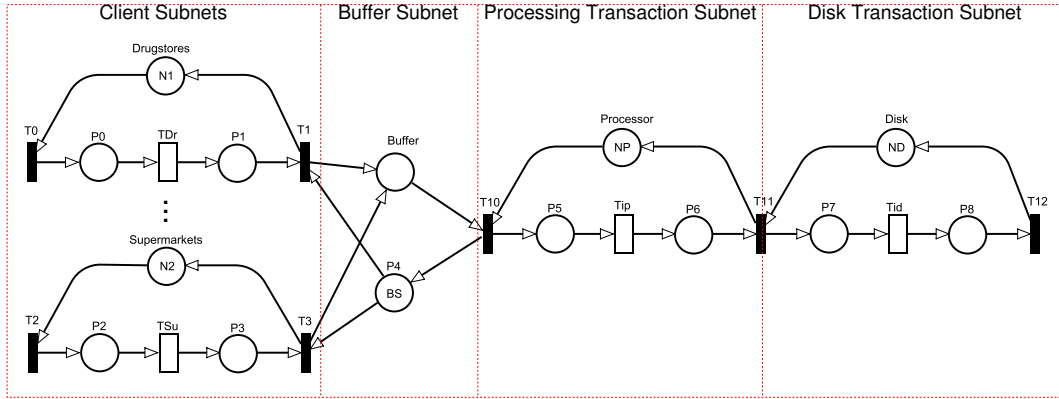 Client Subnets
Buffer Subnet
Processing Transaction Subnet
Disk Transaction Subnet
Drugstores
N1
T0
P0
TDr
P1
T1
Buffer
Processor
NP
Disk
ND
T10
P5
Tip
P6
T11
P7
Tid
P8
T12
Supermarkets
N2
P4
BS
T2
P2
TSu
P3
T3